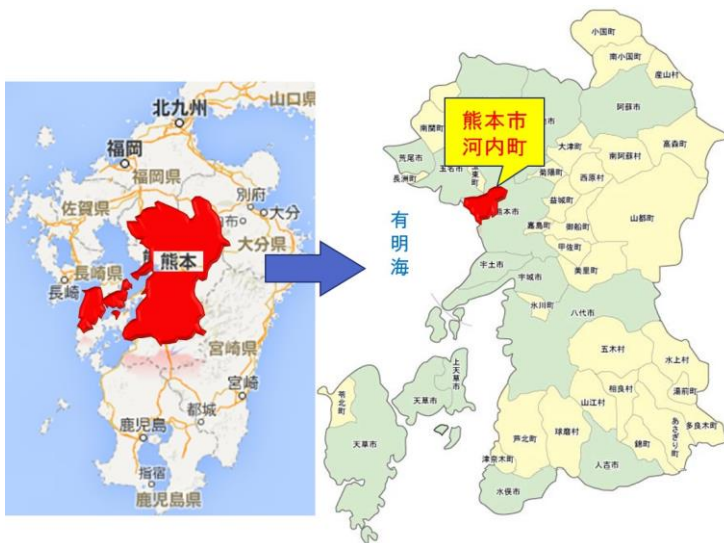 北九州
山口県
福岡
福岡県
別府
佐賀県
大分
大分県
長崎県
熊本
長崎
宮崎県
宮崎
都城
鹿児島
指宿
鹿児島県
熊本市
河内町
有明海
小国町
南小国町
産山村
阿蘇市
南関町
荒尾市
長洲町
大津町
菊陽町
南阿蘇村
高森町
西原村
益城町
熊本市
嘉島町
御船町
山都町
甲佐町
美里町
宇土市
宇城市
氷川町
八代市
上天草市
天草市
苓北町
天草市
五木村
水上村
相良村
湯前町
山江村
多良木町
あさぎり町
錦町
球磨村
芦北町
津奈木町
人吉市
水俣市